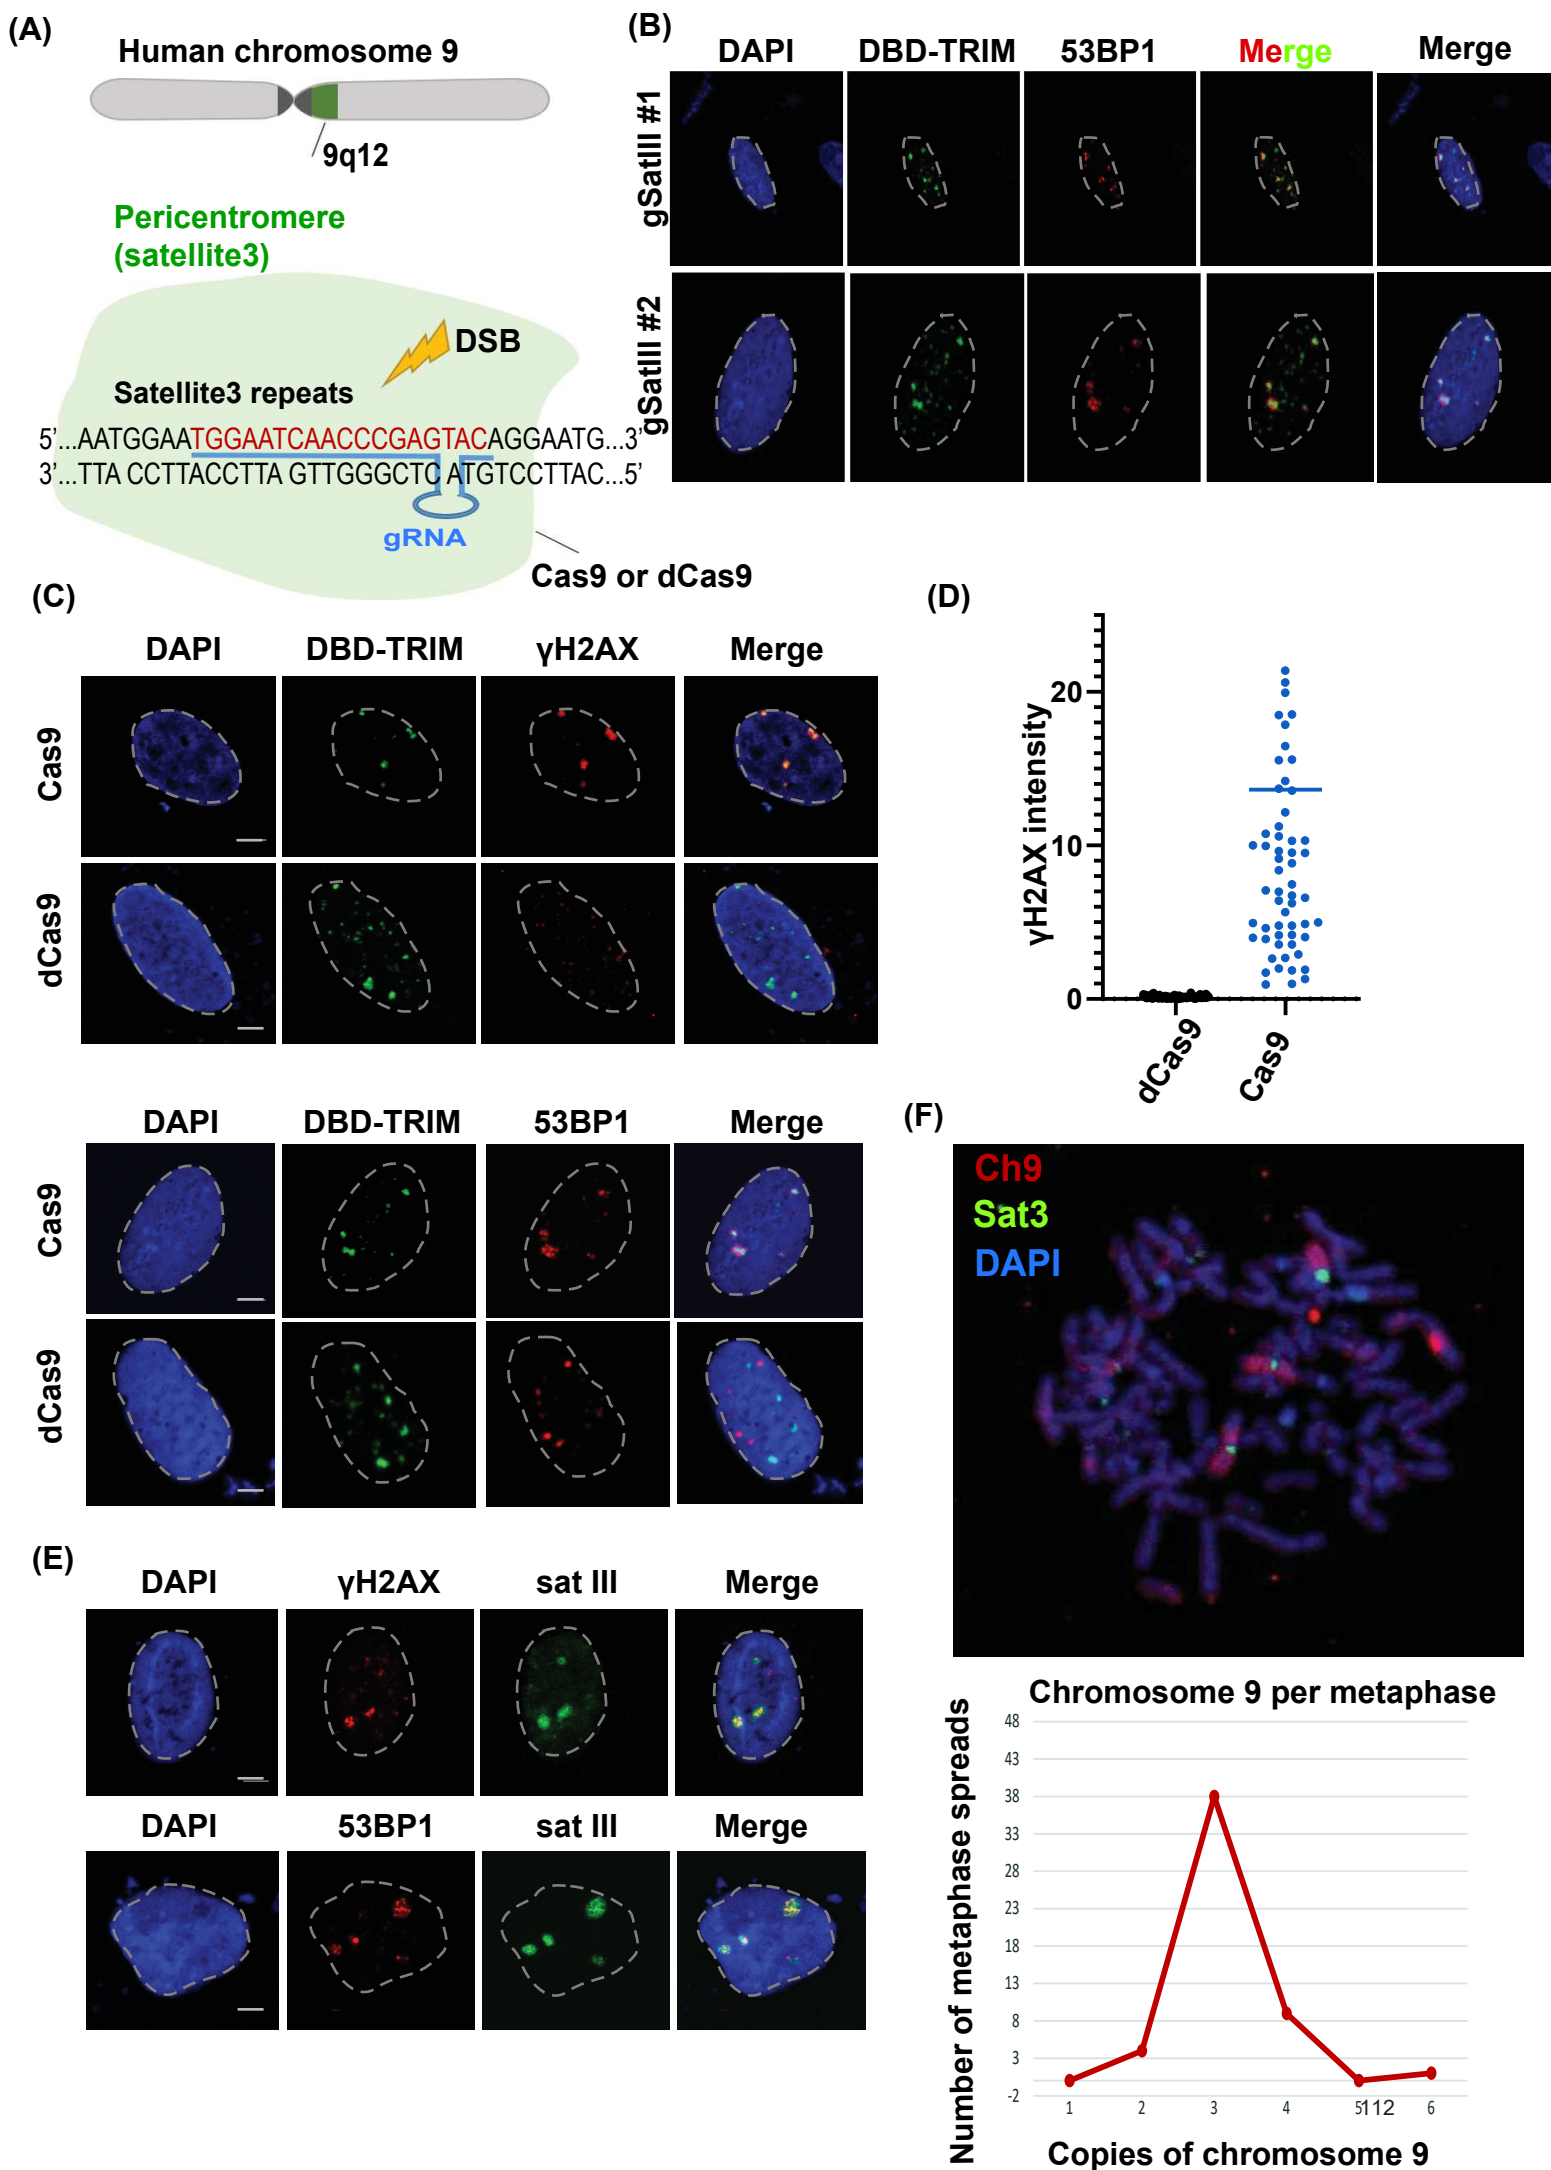 (A)
Human chromosome 9
9q12
Pericentromere
(satellite3)
DSB
Satellite3 repeats
5’...AATGGAATGGAATCAACCCGAGTACAGGAATG...3’
3’...TTA CCTTACCTTA GTTGGGCTC ATGTCCTTAC...5’
gRNA
Cas9 or dCas9
(B)
DAPI DBD-TRIM 53BP1 Merge Merge
gSatIII #1
gSatIII #2
(C)
DAPI DBD-TRIM γH2AX Merge
Cas9
dCas9
DAPI DBD-TRIM 53BP1 Merge
Cas9
dCas9
(D)
γH2AX intensity
20
10
0
dCas9 Cas9
(E)
DAPI γH2AX sat III Merge
DAPI 53BP1 sat III Merge
(F)
Ch9
Sat3
DAPI
Chromosome 9 per metaphase
Number of metaphase spreads
48
43
38
33
28
23
18
13
8
3
-2
1 2 3 4 5112 6
Copies of chromosome 9